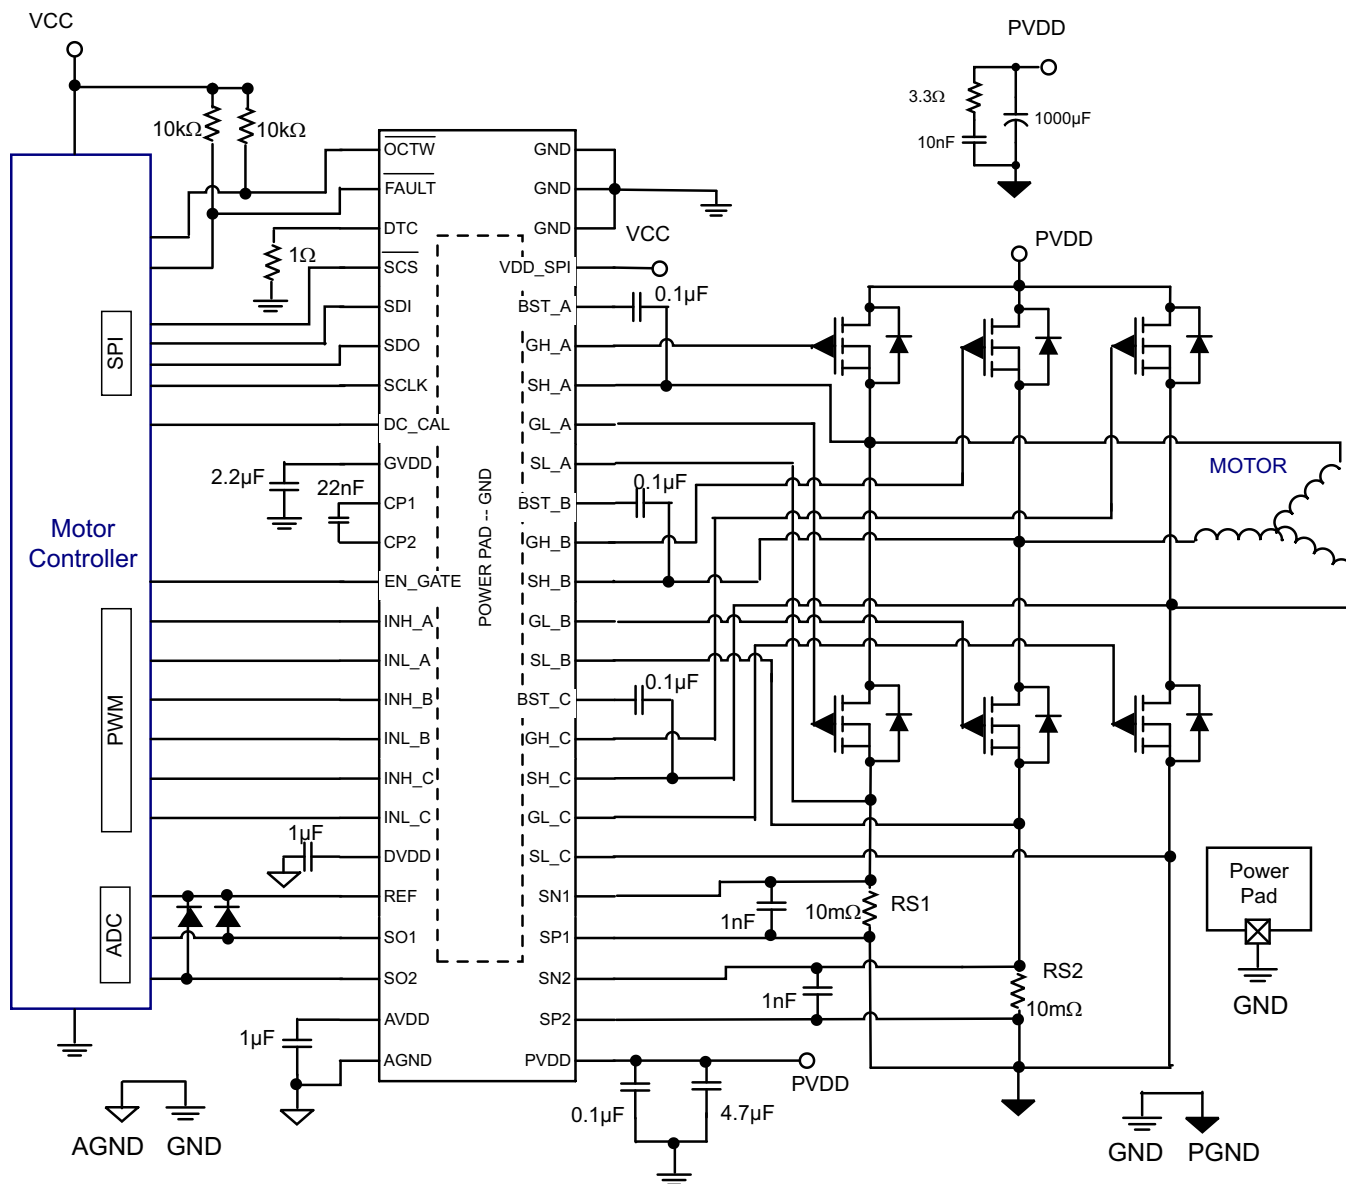 VCC
PVDD
3.3Ω
10nF
1000µF
10kΩ
10kΩ
OCTW
FAULT
DTC
1Ω
SCS
SDI
SDO
SCLK
DC_CAL
GVDD
2.2µF
22nF
CP1
CP2
EN_GATE
INH_A
INL_A
INH_B
INL_B
INH_C
INL_C
1µF
DVDD
REF
SO1
SO2
AVDD
1µF
AGND
SPI
Motor
Controller
PWM
ADC
POWER PAD -- GND
GND
GND
GND
VCC
VDD_SPI
BST_A
0.1µF
GH_A
SH_A
GL_A
SL_A
0.1µF
BST_B
GH_B
SH_B
GL_B
SL_B
0.1µF
BST_C
GH_C
SH_C
GL_C
SL_C
SN1
1nF
10mΩ
RS1
SP1
SN2
1nF
RS2
10mΩ
SP2
PVDD
PVDD
0.1µF
4.7µF
PVDD
MOTOR
Power
Pad
GND
AGND
GND
GND
PGND